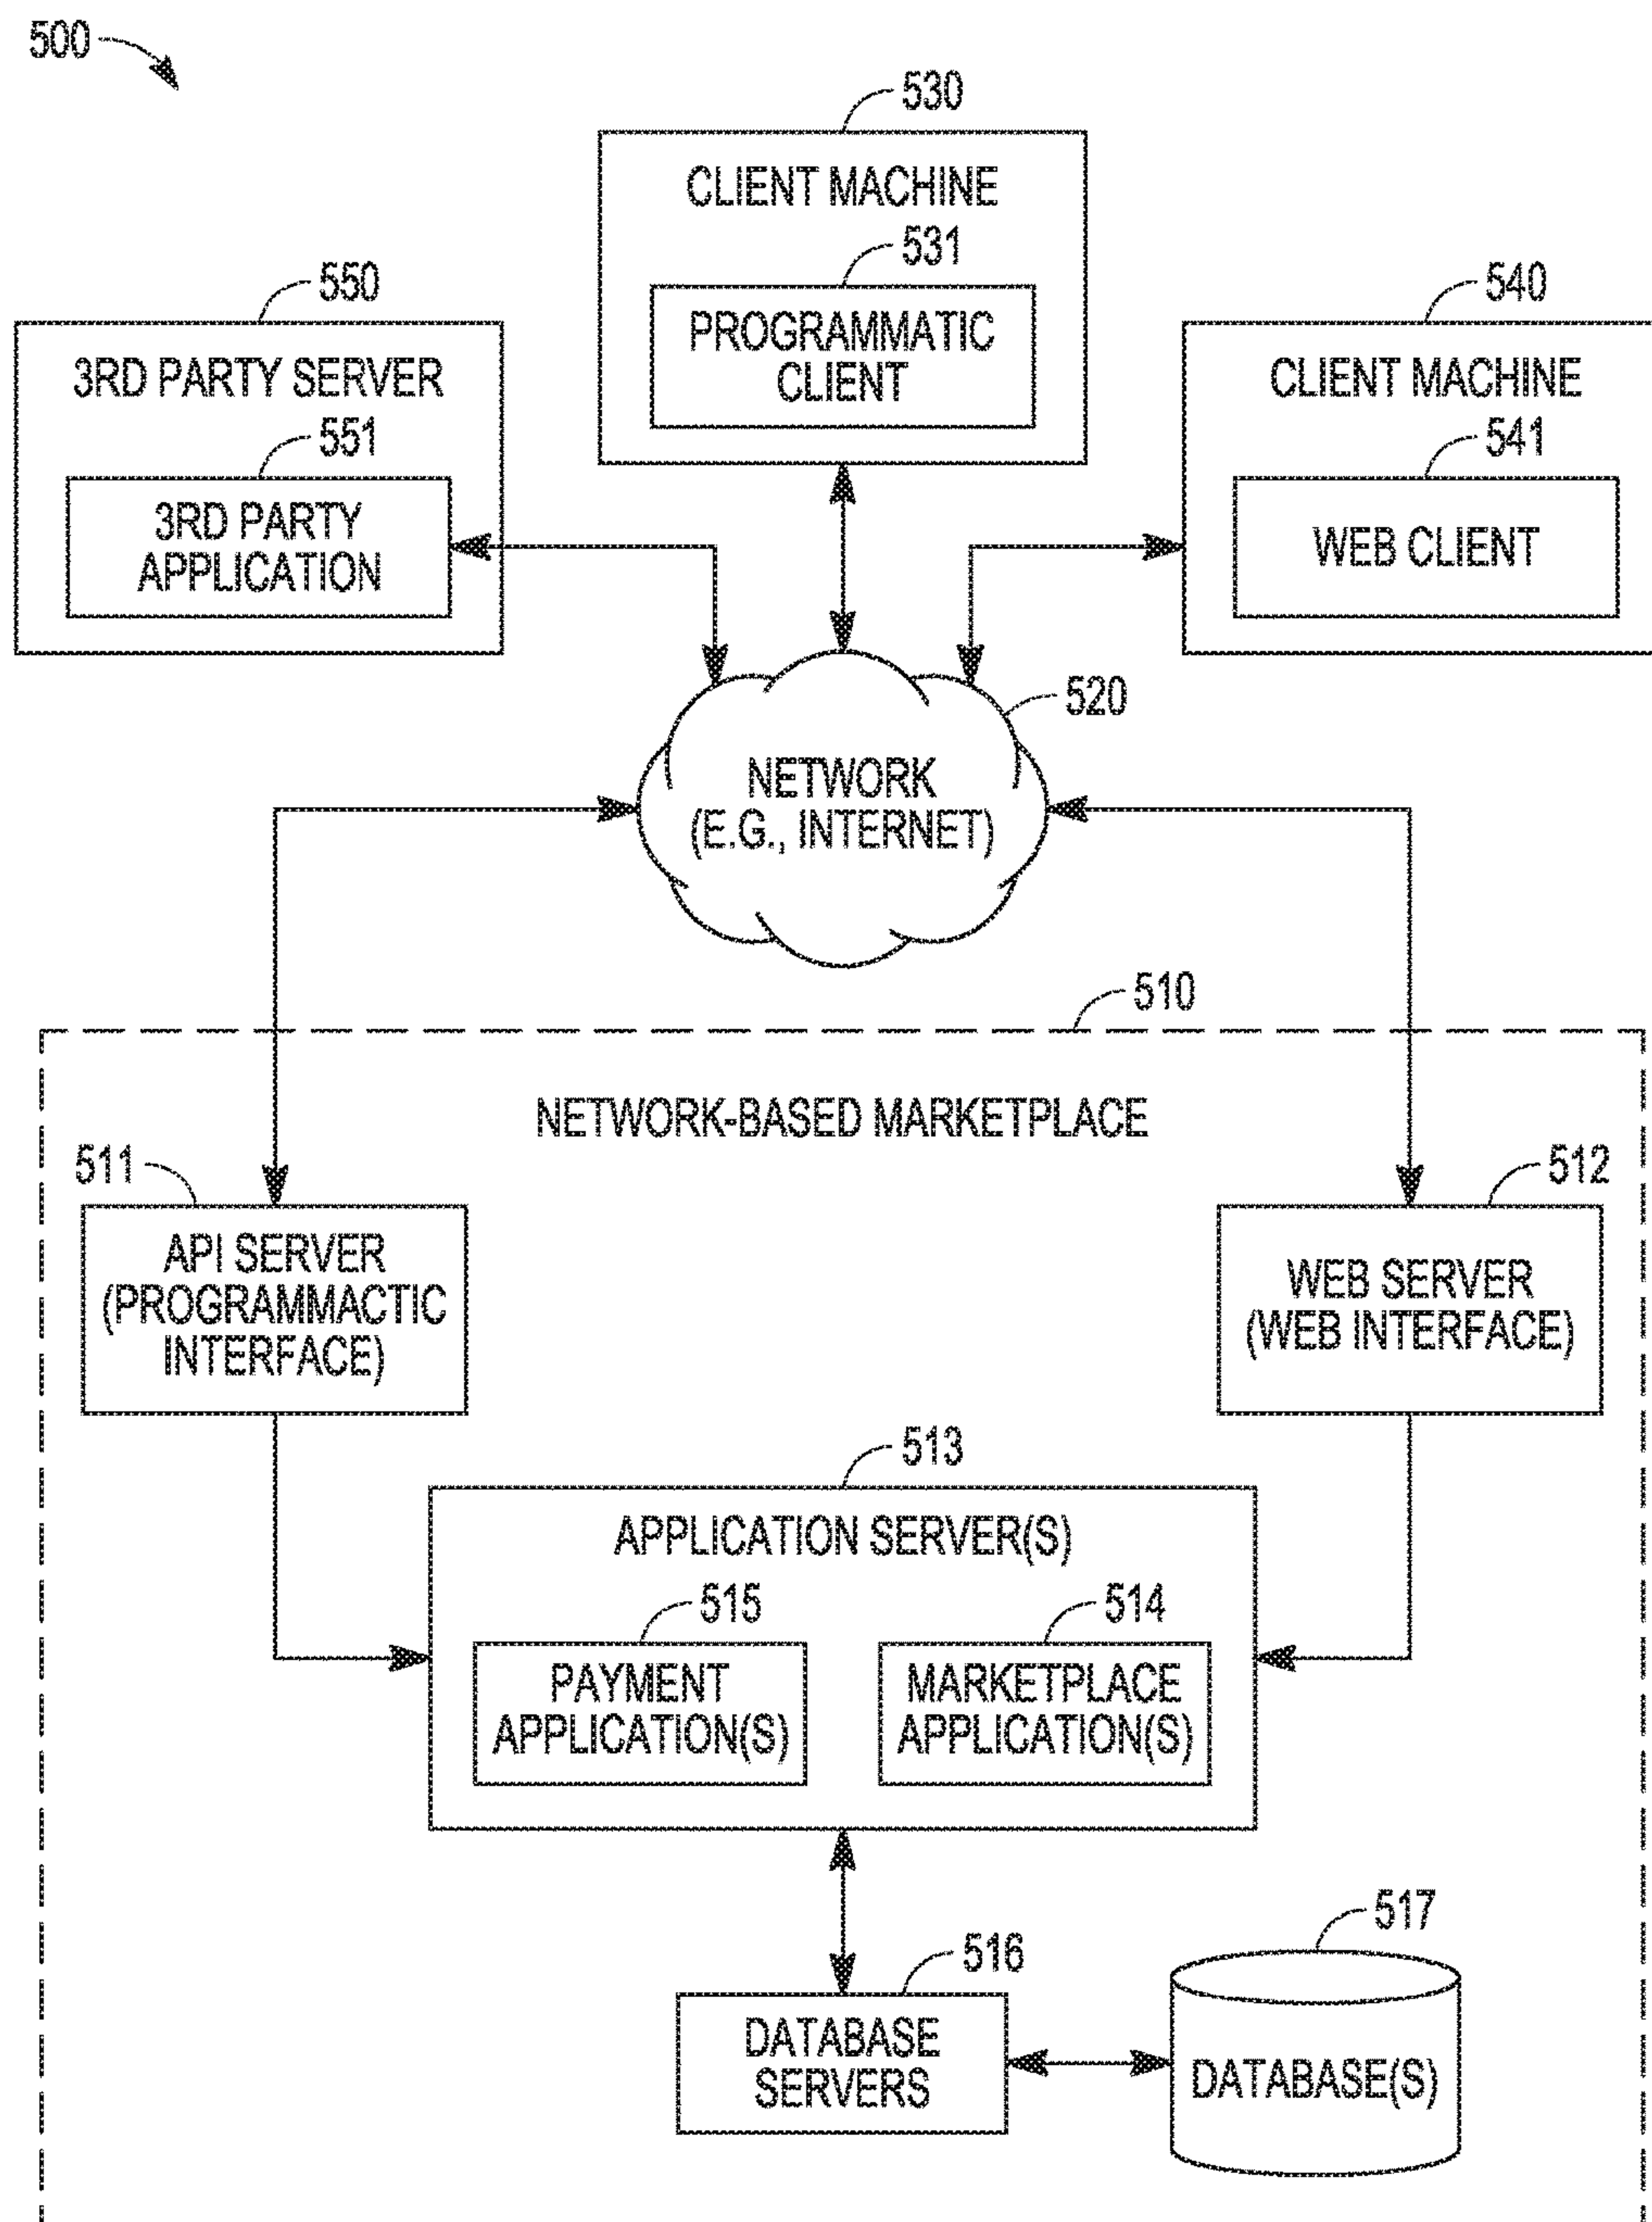 500
530
CLIENT MACHINE
531
PROGRAMMATIC
CLIENT
550
3RD PARTY SERVER
551
3RD PARTY
APPLICATION
540
CLIENT MACHINE
541
WEB CLIENT
520
NETWORK
(E.G., INTERNET)
510
NETWORK-BASED MARKETPLACE
511
API SERVER
(PROGRAMMACTIC
INTERFACE)
512
WEB SERVER
(WEB INTERFACE)
513
APPLICATION SERVER(S)
515
PAYMENT
APPLICATION(S)
514
MARKETPLACE
APPLICATION(S)
516
DATABASE
SERVERS
517
DATABASE(S)